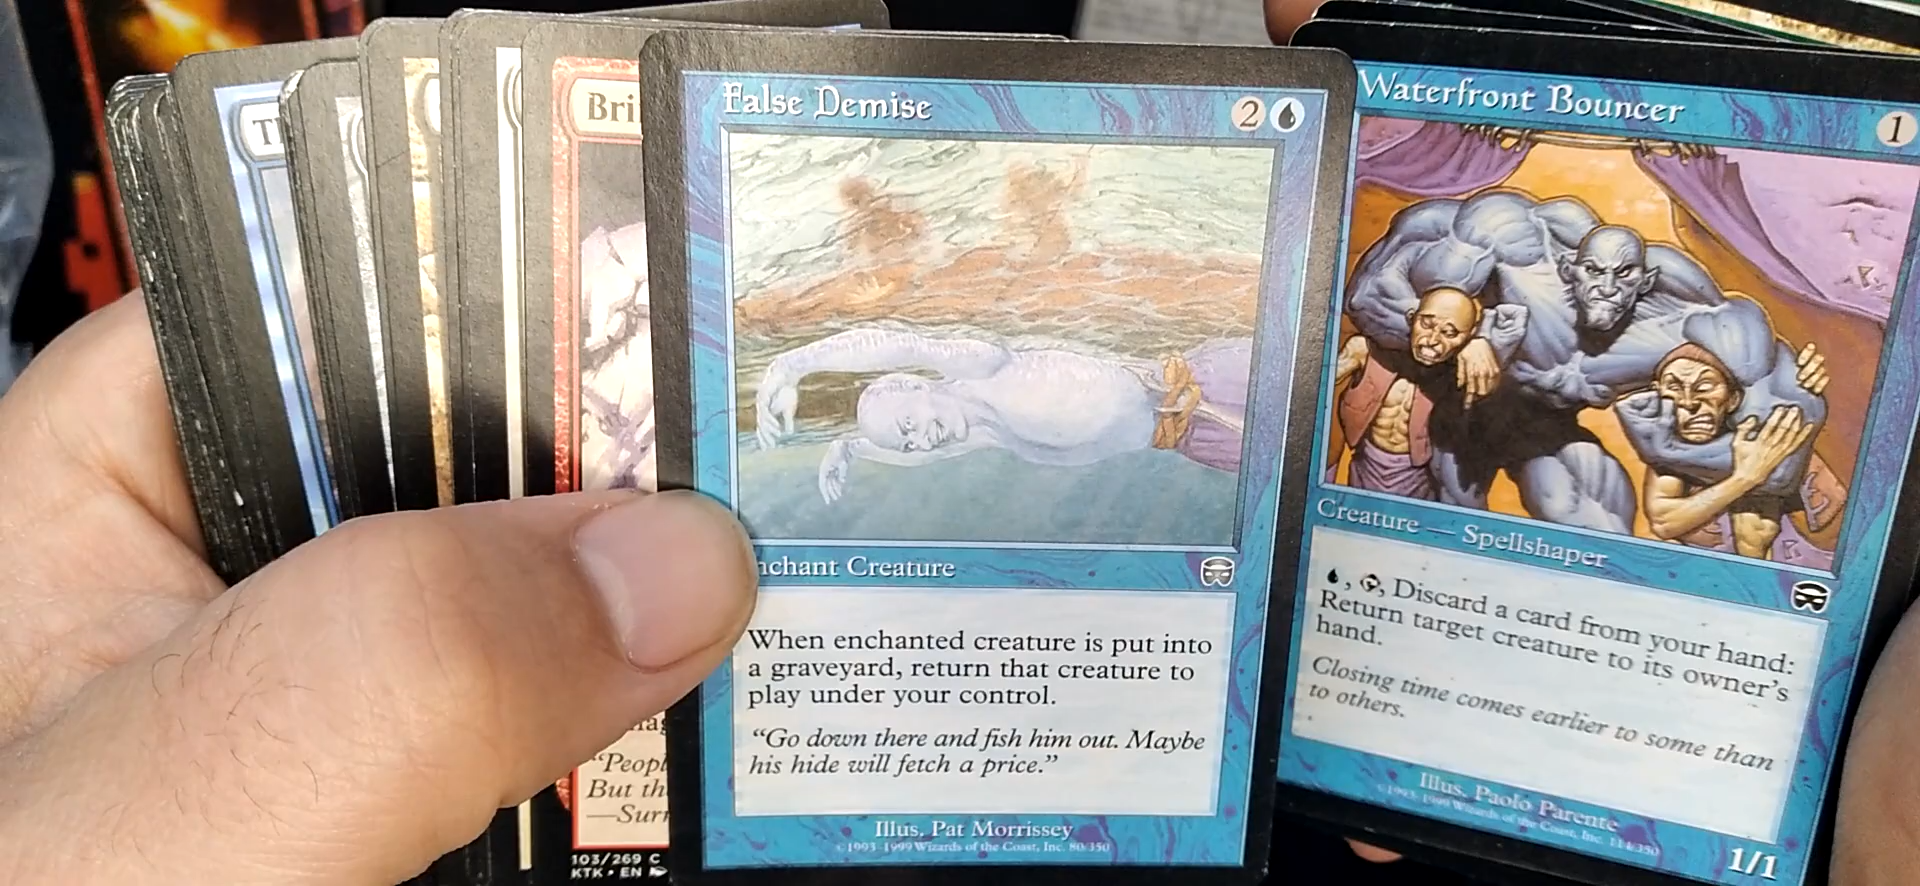 False Demise
2
nchant Creature
When enchanted creature is put into
a graveyard, return that creature to
play under your control.
"Go down there and fish him out. Maybe
his hide will fetch a price."
Illus. Pat Morrissey
©1993-1999 Wizards of the Coast, Inc. 80/350
Waterfront Bouncer
1
Creature — Spellshaper
, , Discard a card from your hand:
Return target creature to its owner's
hand.
Closing time comes earlier to some than
to others.
Illus. Paolo Parente
©1993-1999 Wizards of the Coast, Inc. 114/350
1/1
T
Bri
nag
"Peopl
But th
—Surr
103/269 C
KTK • EN